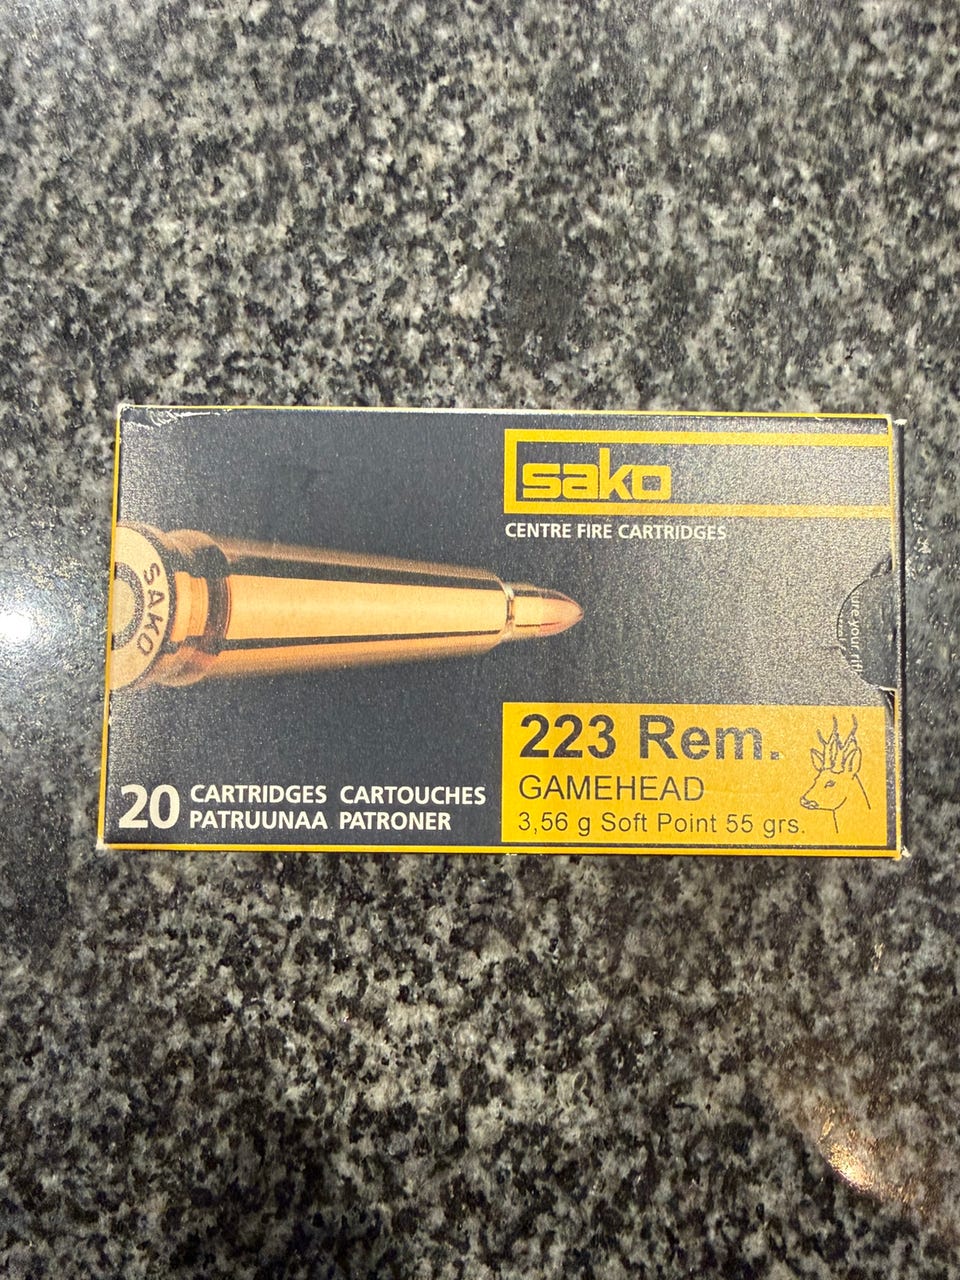 sako
CENTRE FIRE CARTRIDGES
SAKO
your
223 Rem.
GAMEHEAD
3,56 g Soft Point 55 grs.
20 CARTRIDGES CARTOUCHES
PATRUUNAA PATRONER